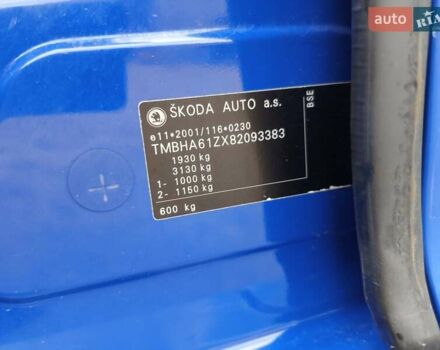 auto RIA
ŠKODA AUTO a.s.
BSE
e11*2001/116*0230
TMBHA61ZX82093383
1930 kg
3130 kg
1- 1000 kg
2- 1150 kg
600 kg